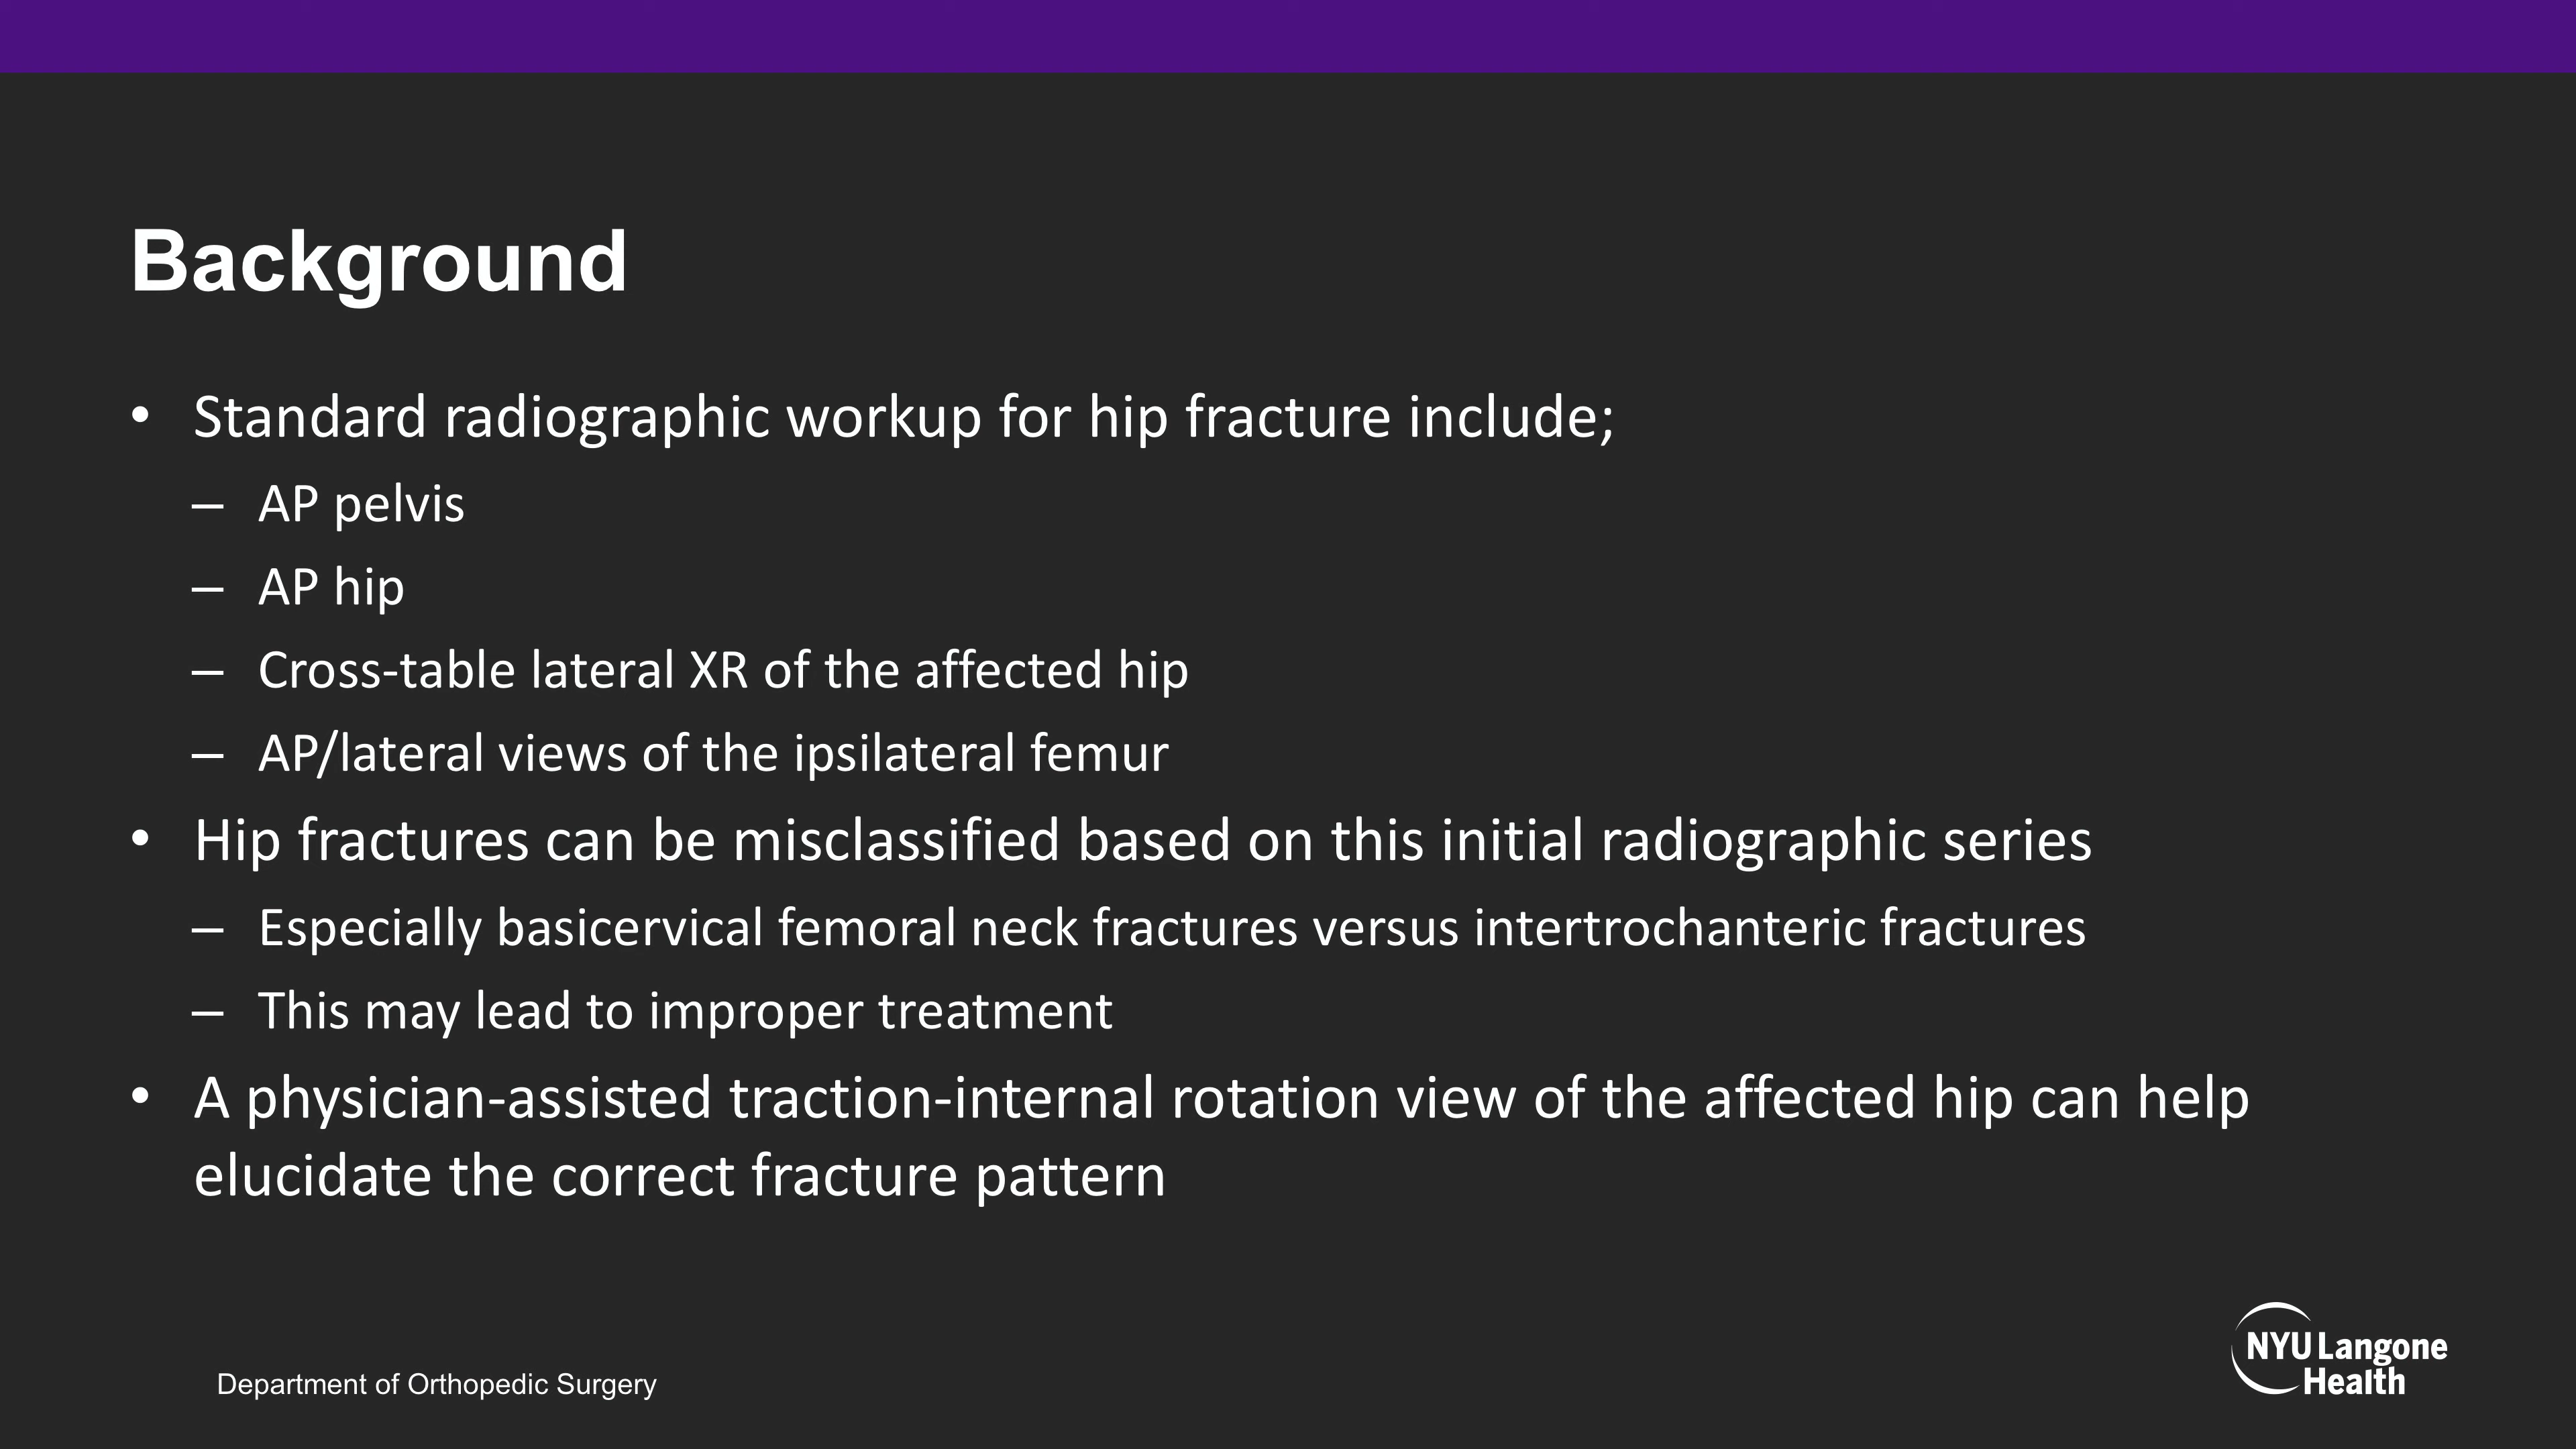 Background
• Standard radiographic workup for hip fracture include;
– AP pelvis
– AP hip
– Cross-table lateral XR of the affected hip
– AP/lateral views of the ipsilateral femur
• Hip fractures can be misclassified based on this initial radiographic series
– Especially basicervical femoral neck fractures versus intertrochanteric fractures
– This may lead to improper treatment
• A physician-assisted traction-internal rotation view of the affected hip can help
elucidate the correct fracture pattern
Department of Orthopedic Surgery
NYU Langone
Health